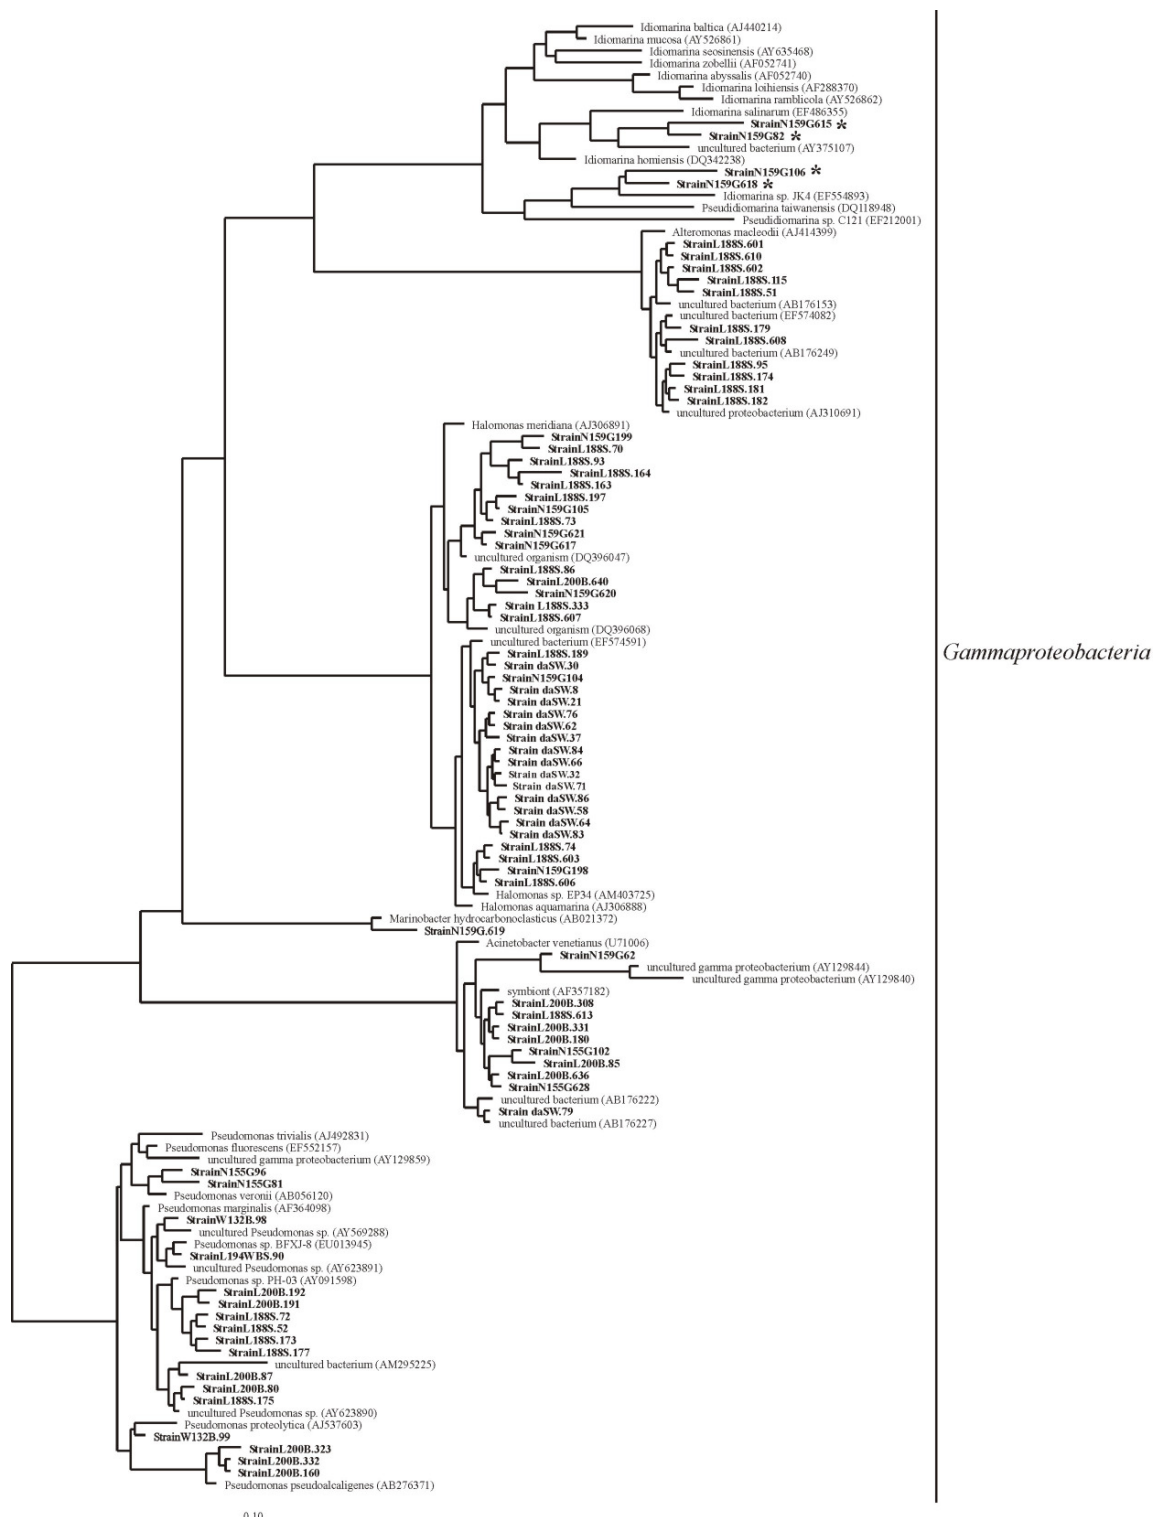 Idiomarina baltica (AJ440214)
Idiomarina mucosa (AY526861)
Idiomarina seosinensis (AY635468)
Idiomarina zobellii (AF052741)
Idiomarina abyssalis (AF052740)
Idiomarina loihiensis (AF288370)
Idiomarina ramblicola (AY526862)
Idiomarina salinarum (EF486355)
StrainN159G615 *
StrainN159G82 *
uncultured bacterium (AY375107)
Idiomarina homiensis (DQ342238)
StrainN159G106 *
StrainN159G618 *
Idiomarina sp. JK4 (EF554893)
Pseudidiomarina taiwanensis (DQ118948)
Pseudidiomarina sp. C121 (EF212001)
Alteromonas macleodii (AJ414399)
StrainL188S.601
StrainL188S.610
StrainL188S.602
StrainL188S.115
StrainL188S.51
uncultured bacterium (AB176153)
uncultured bacterium (EF574082)
StrainL188S.179
StrainL188S.608
uncultured bacterium (AB176249)
StrainL188S.95
StrainL188S.174
StrainL188S.181
StrainL188S.182
uncultured proteobacterium (AJ310691)
Halomonas meridiana (AJ306891)
StrainN159G199
StrainL188S.70
StrainL188S.93
StrainL188S.164
StrainL188S.163
StrainL188S.197
StrainN159G105
StrainL188S.73
StrainN159G621
StrainN159G617
uncultured organism (DQ396047)
StrainL188S.86
StrainL200B.640
StrainN159G620
Strain L188S.333
StrainL188S.607
uncultured organism (DQ396068)
uncultured bacterium (EF574591)
StrainL188S.189
Gammaproteobacteria
Strain daSW.30
StrainN159G104
Strain daSW.8
Strain daSW.21
Strain daSW.76
Strain daSW.62
Strain daSW.37
Strain daSW.84
Strain daSW.66
Strain daSW.32
Strain daSW.71
Strain daSW.86
Strain daSW.58
Strain daSW.64
Strain daSW.83
StrainL188S.74
StrainL188S.603
StrainN159G198
StrainL188S.606
Halomonas sp. EP34 (AM403725)
Halomonas aquamarina (AJ306888)
Marinobacter hydrocarbonoclasticus (AB021372)
StrainN159G.619
Acinetobacter venetianus (U71006)
StrainN159G62
uncultured gamma proteobacterium (AY129844)
uncultured gamma proteobacterium (AY129840)
symbiont (AF357182)
StrainL200B.308
StrainL188S.613
StrainL200B.331
StrainL200B.180
StrainN155G102
StrainL200B.85
StrainL200B.636
StrainN155G628
uncultured bacterium (AB176222)
Strain daSW.79
uncultured bacterium (AB176227)
Pseudomonas trivialis (AJ492831)
Pseudomonas fluorescens (EF552157)
uncultured gamma proteobacterium (AY129859)
StrainN155G96
StrainN155G81
Pseudomonas veronii (AB056120)
Pseudomonas marginalis (AF364098)
StrainW132B.98
uncultured Pseudomonas sp. (AY569288)
Pseudomonas sp. BFXJ-8 (EU013945)
StrainL194WBS.90
uncultured Pseudomonas sp. (AY623891)
Pseudomonas sp. PH-03 (AY091598)
StrainL200B.192
StrainL200B.191
StrainL188S.72
StrainL188S.52
StrainL188S.173
StrainL188S.177
uncultured bacterium (AM295225)
StrainL200B.87
StrainL200B.80
StrainL188S.175
uncultured Pseudomonas sp. (AY623890)
Pseudomonas proteolytica (AJ537603)
StrainW132B.99
StrainL200B.323
StrainL200B.332
StrainL200B.160
Pseudomonas pseudoalcaligenes (AB276371)
0.10